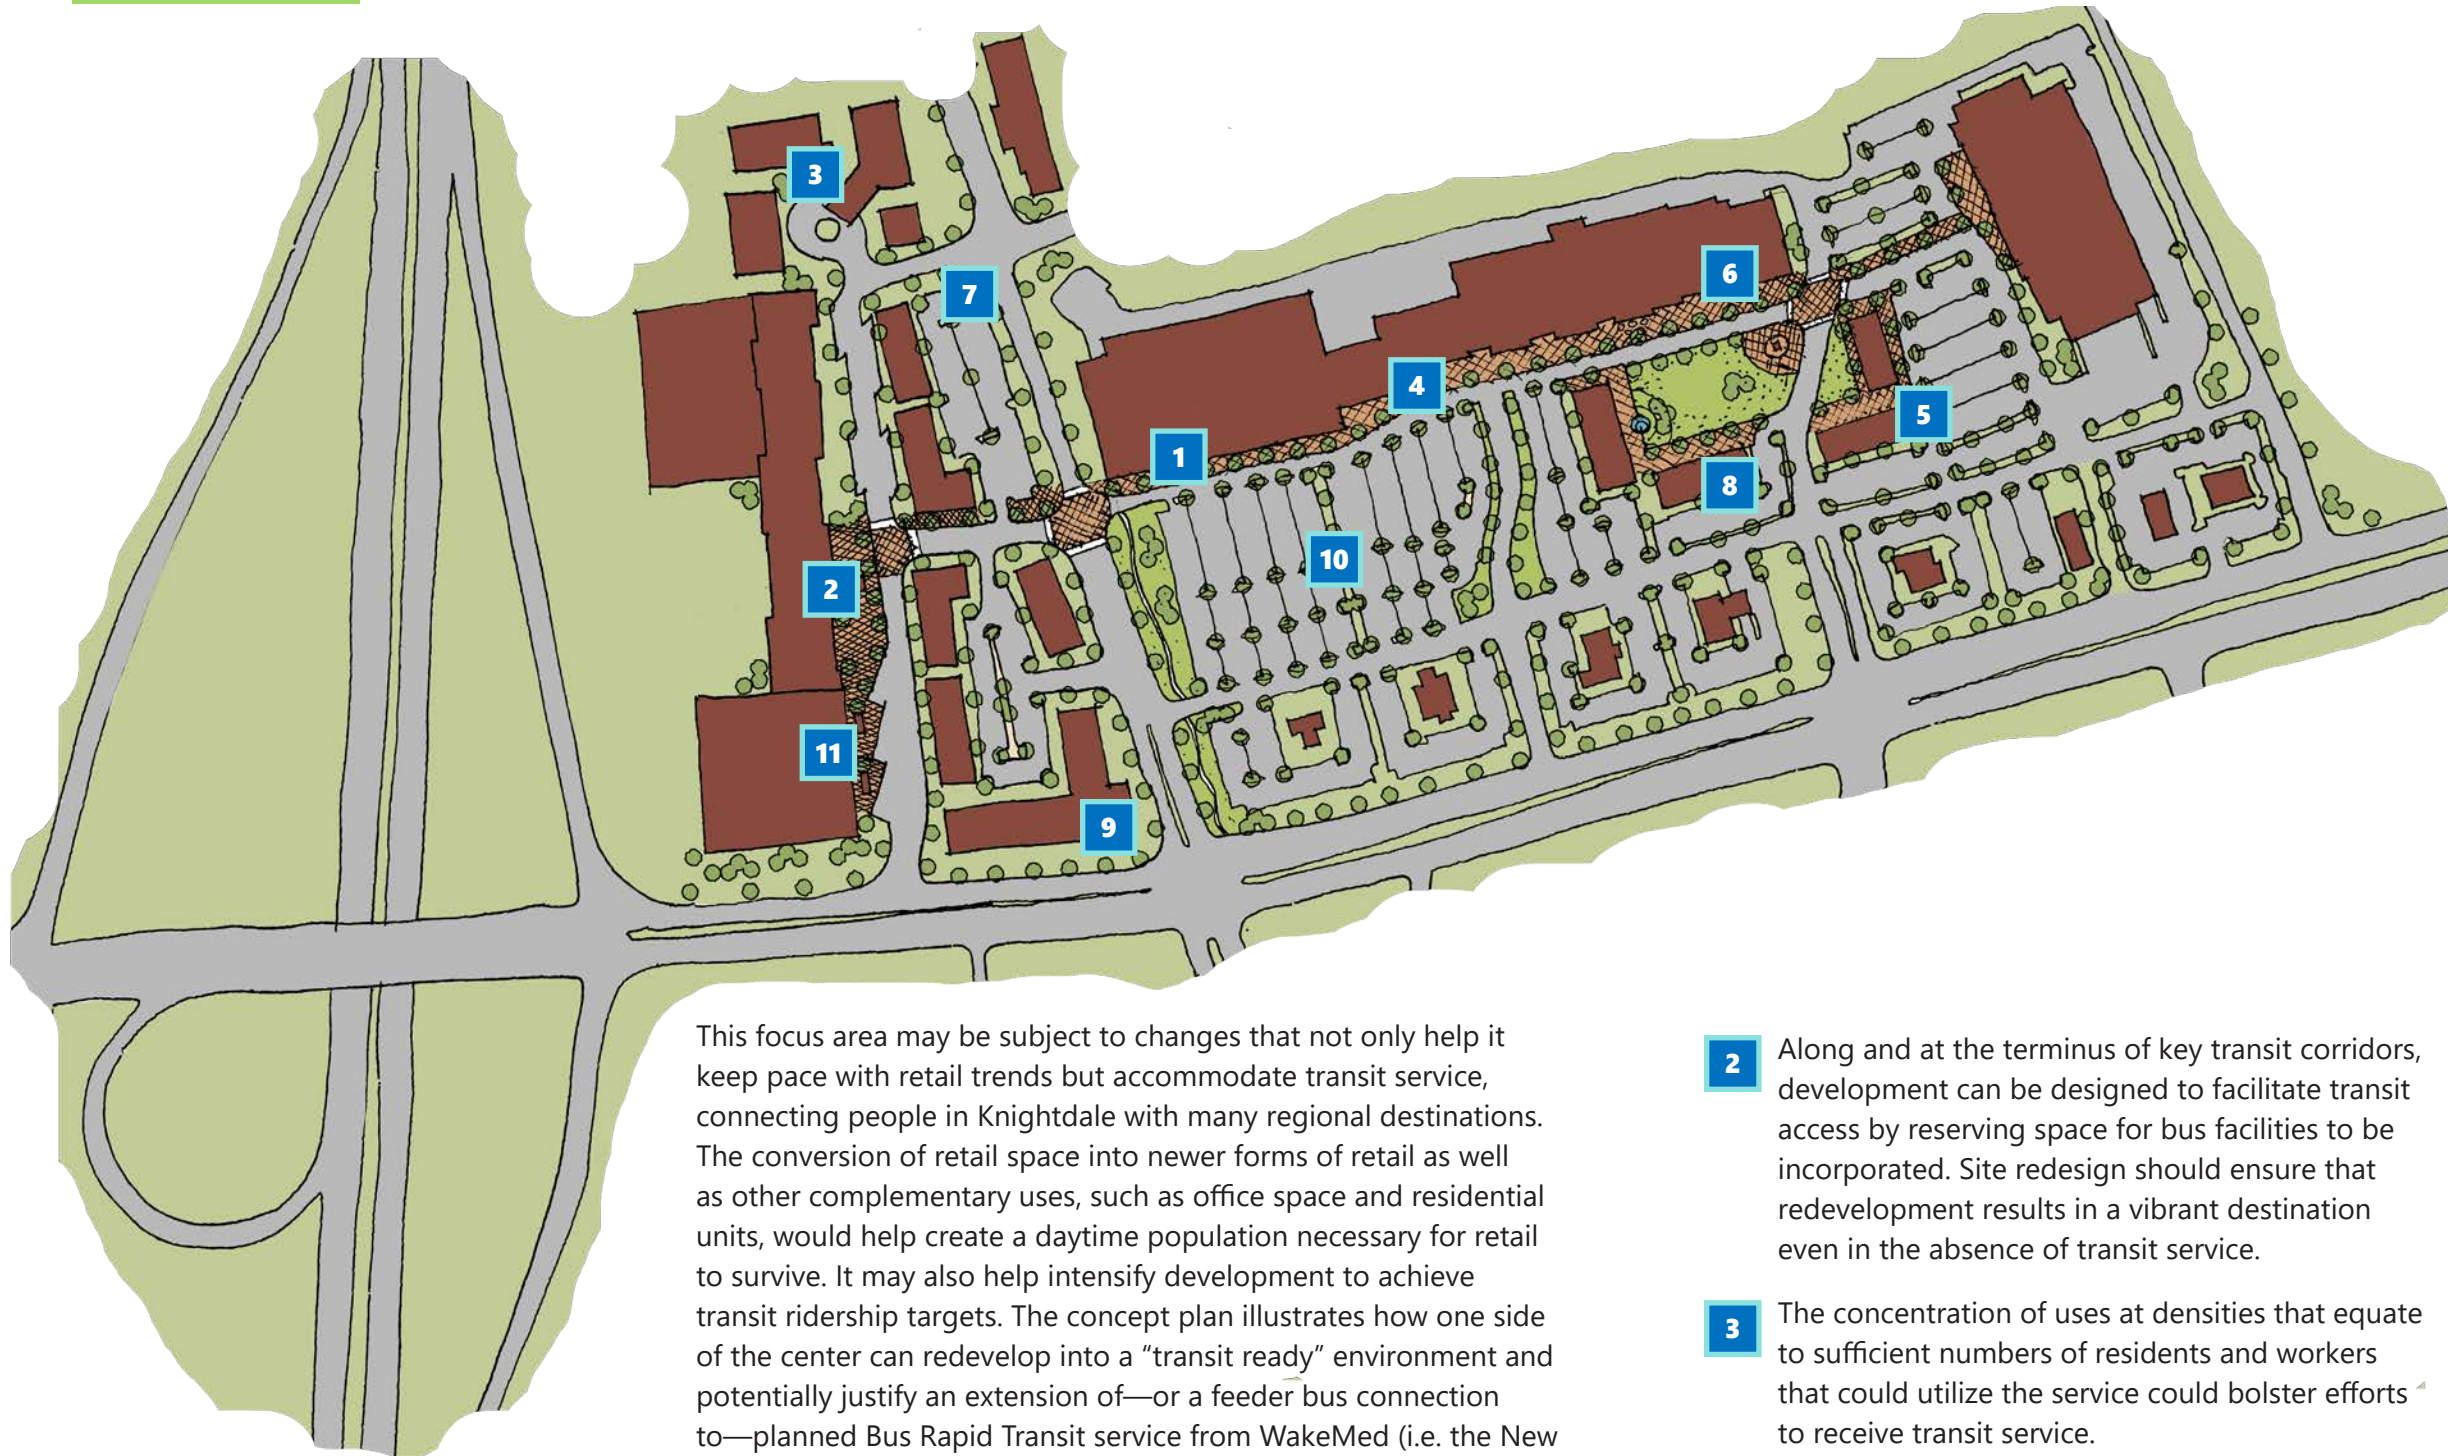 3
7
6
4
5
1
8
10
2
11
9
This focus area may be subject to changes that not only help it
keep pace with retail trends but accommodate transit service,
connecting people in Knightdale with many regional destinations.
The conversion of retail space into newer forms of retail as well
as other complementary uses, such as office space and residential
units, would help create a daytime population necessary for retail
to survive. It may also help intensify development to achieve
transit ridership targets. The concept plan illustrates how one side
of the center can redevelop into a “transit ready” environment and
potentially justify an extension of—or a feeder bus connection
to—planned Bus Rapid Transit service from WakeMed (i.e. the New
2
Along and at the terminus of key transit corridors,
development can be designed to facilitate transit
access by reserving space for bus facilities to be
incorporated. Site redesign should ensure that
redevelopment results in a vibrant destination
even in the absence of transit service.
3
The concentration of uses at densities that equate
to sufficient numbers of residents and workers
that could utilize the service could bolster efforts
to receive transit service.